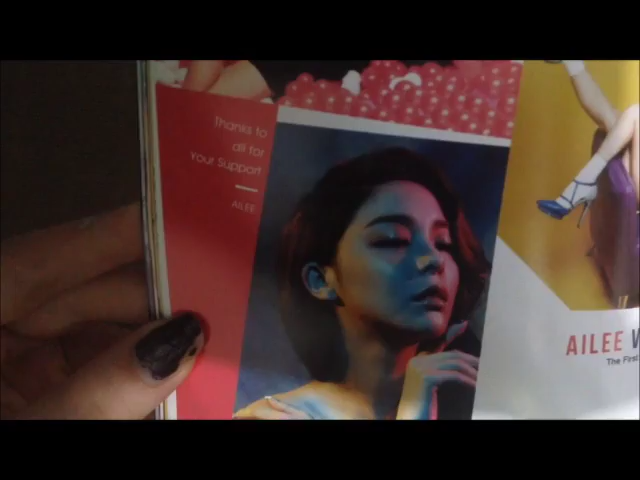 Thanks to
all for
Your Support
AILEE
AILEE
The First